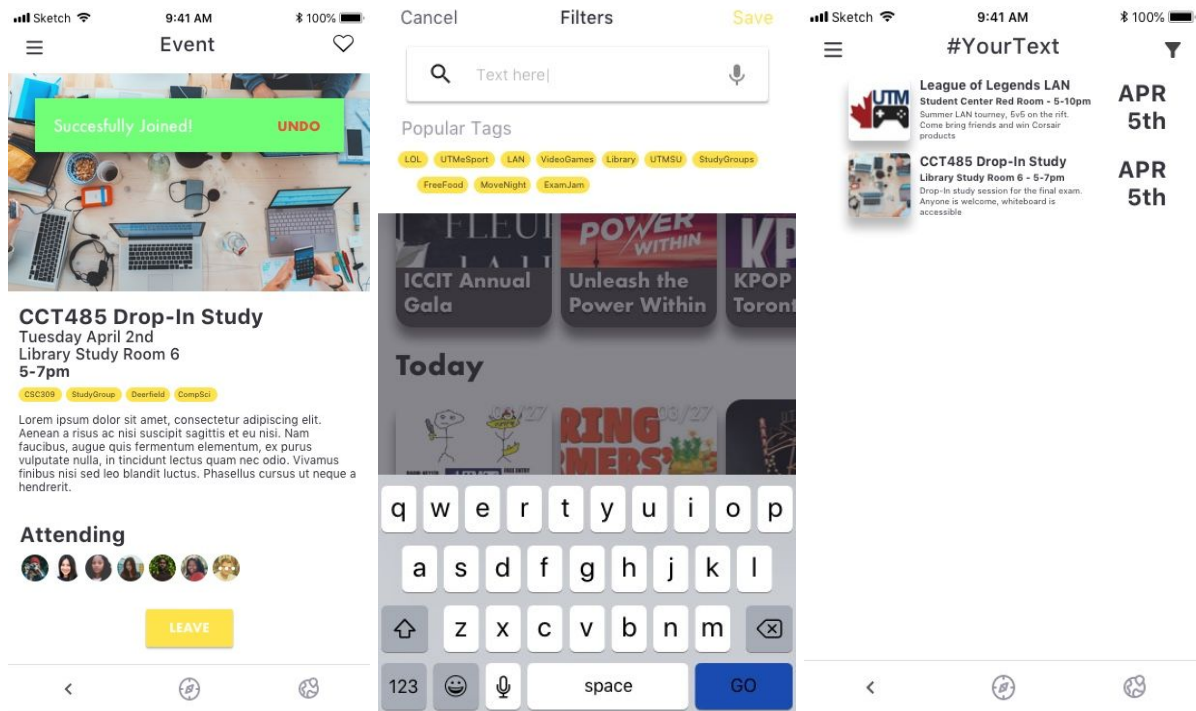 Sketch 9:41 AM 100%
Event
Succesfully Joined! UNDO
CCT485 Drop-In Study
Tuesday April 2nd
Library Study Room 6
5-7pm
CSC309 StudyGroup Deerfield CompSci
Lorem ipsum dolor sit amet, consectetur adipiscing elit.
Aenean a risus ac nisi suscipit sagittis et eu nisi. Nam
faucibus, augue quis fermentum elementum, ex purus
vulputate nulla, in tincidunt lectus quam nec odio. Vivamus
finibus nisi sed leo blandit luctus. Phasellus cursus ut neque a
hendrerit.
Attending
LEAVE
Cancel Filters Save
Text here
Popular Tags
LOL UTMeSport LAN VideoGames Library UTMSU StudyGroups
FreeFood MoveNight ExamJam
POWER
WITHIN
ICCIT Annual
Gala
Unleash the
Power Within
KPOP
Toront
Today
03/27
q w e r t y u i o p
a s d f g h j k l
z x c v b n m
123 space GO
Sketch 9:41 AM 100%
#YourText
UTM
League of Legends LAN
Student Center Red Room - 5-10pm
Summer LAN tourney, 5v5 on the rift.
Come bring friends and win Corsair
products
APR
5th
CCT485 Drop-In Study
Library Study Room 6 - 5-7pm
Drop-In study session for the final exam.
Anyone is welcome, whiteboard is
accessible
APR
5th